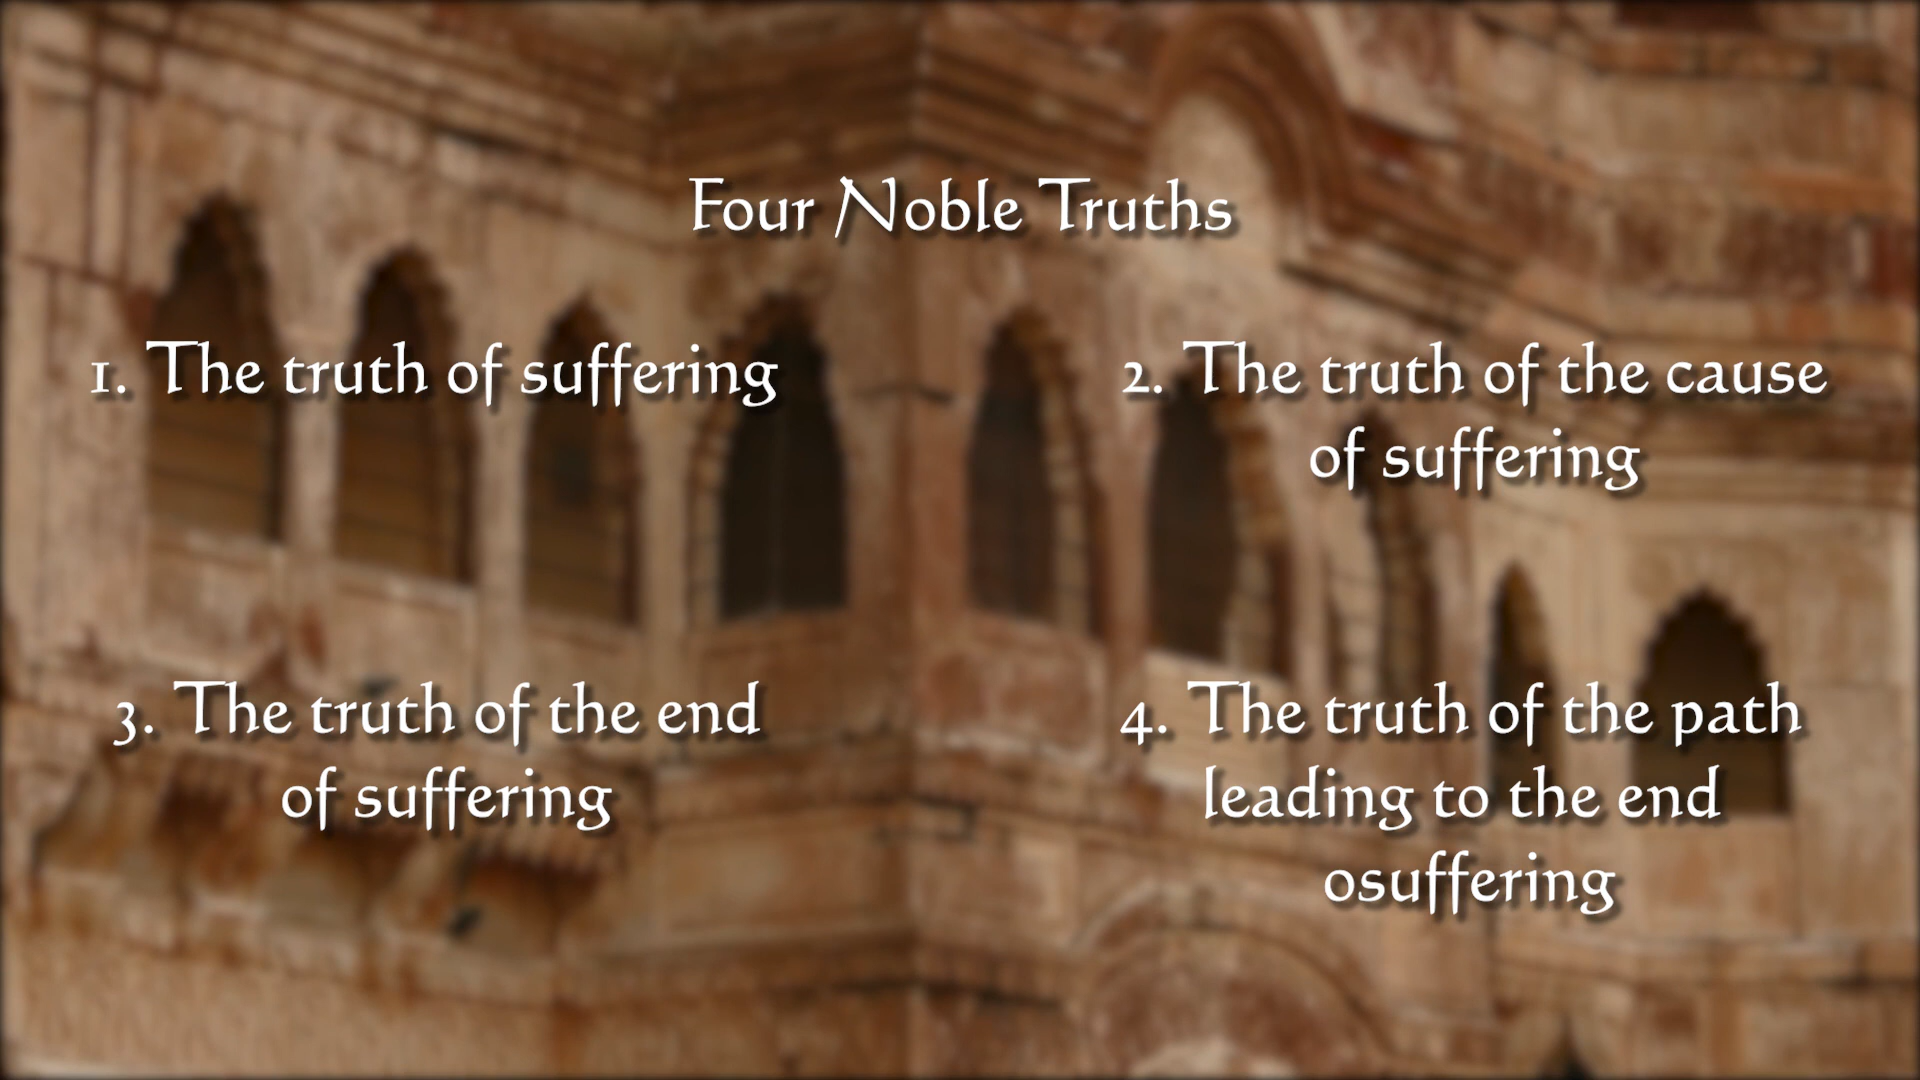 Four Noble Truths
1. The truth of suffering
2. The truth of the cause
of suffering
3. The truth of the end
of suffering
4. The truth of the path
leading to the end
osuffering